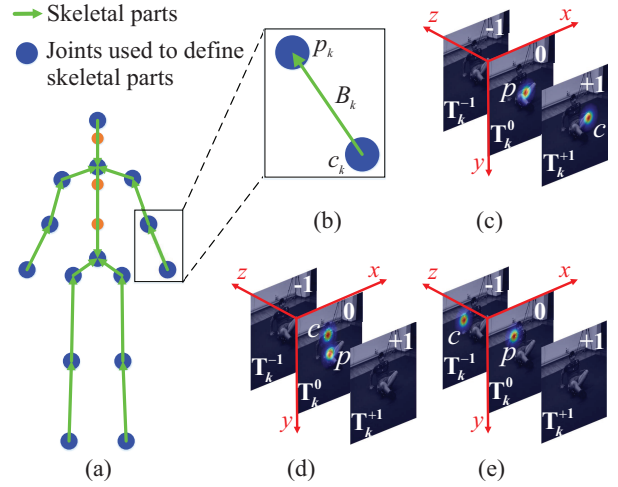 Skeletal parts
Joints used to define
skeletal parts
p_k
B_k
c_k
(a)
(b)
z
x
-1
0
+1
p
c
T_k^{-1}
T_k^0
T_k^{+1}
y
(c)
z
x
-1
0
+1
c
p
T_k^{-1}
T_k^0
T_k^{+1}
y
(d)
z
x
-1
0
+1
c
p
T_k^{-1}
T_k^0
T_k^{+1}
y
(e)